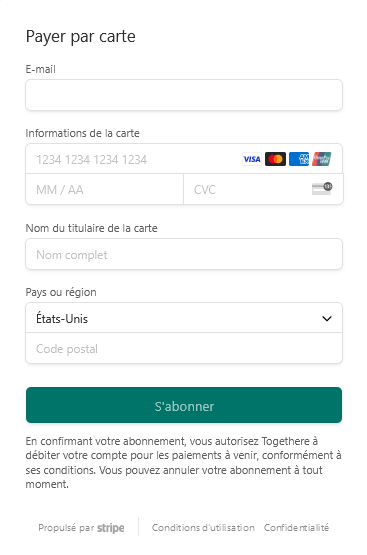 Payer par carte
E-mail
Informations de la carte
1234 1234 1234 1234 VISA
MM / AA CVC
Nom du titulaire de la carte
Nom complet
Pays ou région
États-Unis
Code postal
S'abonner
En confirmant votre abonnement, vous autorisez Togethere à
débiter votre compte pour les paiements à venir, conformément à
ses conditions. Vous pouvez annuler votre abonnement à tout
moment.
Propulsé par stripe Conditions d'utilisation Confidentialité